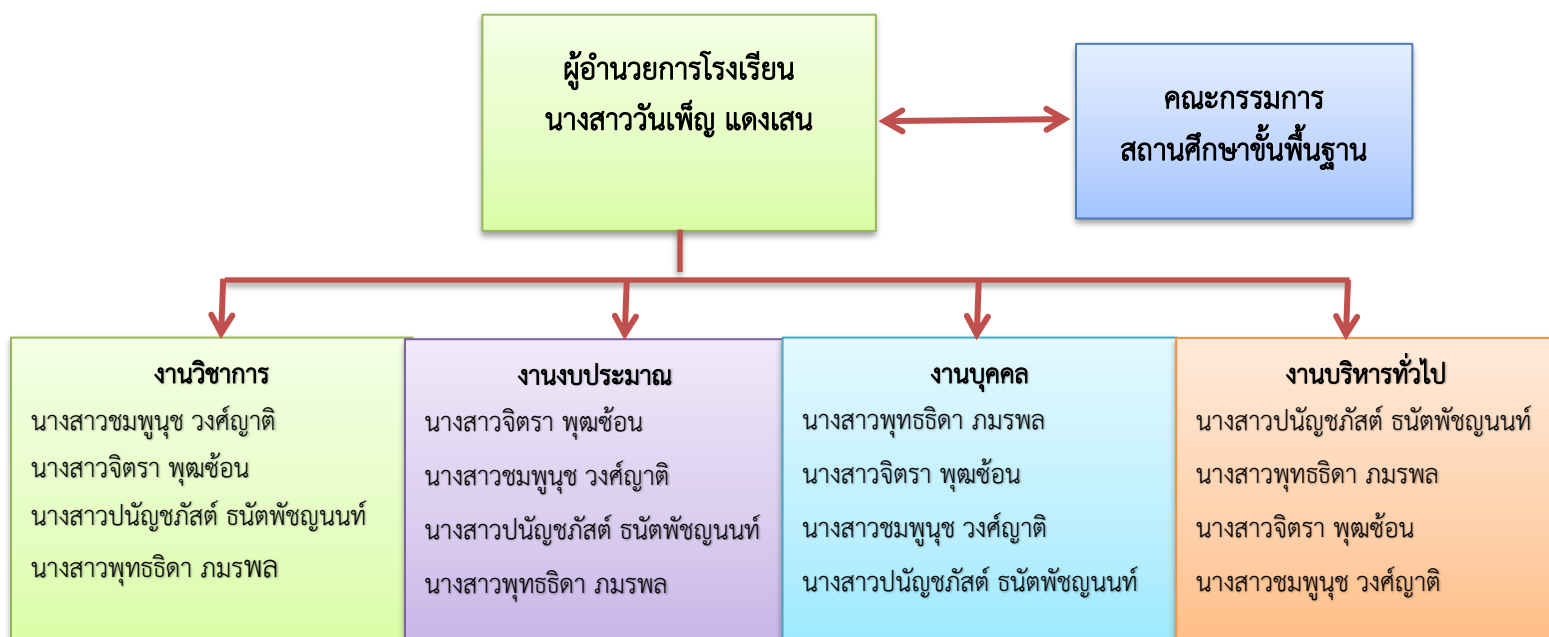 ผู้อำนวยการโรงเรียน
นางสาววันเพ็ญ แดงเสน
คณะกรรมการ
สถานศึกษาขั้นพื้นฐาน
งานวิชาการ
นางสาวชมพูนุช วงศ์ญาติ
นางสาวจิตรา พุฒซ้อน
นางสาวปนัญชภัสต์ ธนัตพัชญนนท์
นางสาวพุทธธิดา ภมรพล
งานงบประมาณ
นางสาวจิตรา พุฒซ้อน
นางสาวชมพูนุช วงศ์ญาติ
นางสาวปนัญชภัสต์ ธนัตพัชญนนท์
นางสาวพุทธธิดา ภมรพล
งานบุคคล
นางสาวพุทธธิดา ภมรพล
นางสาวจิตรา พุฒซ้อน
นางสาวชมพูนุช วงศ์ญาติ
นางสาวปนัญชภัสต์ ธนัตพัชญนนท์
งานบริหารทั่วไป
นางสาวปนัญชภัสต์ ธนัตพัชญนนท์
นางสาวพุทธธิดา ภมรพล
นางสาวจิตรา พุฒซ้อน
นางสาวชมพูนุช วงศ์ญาติ